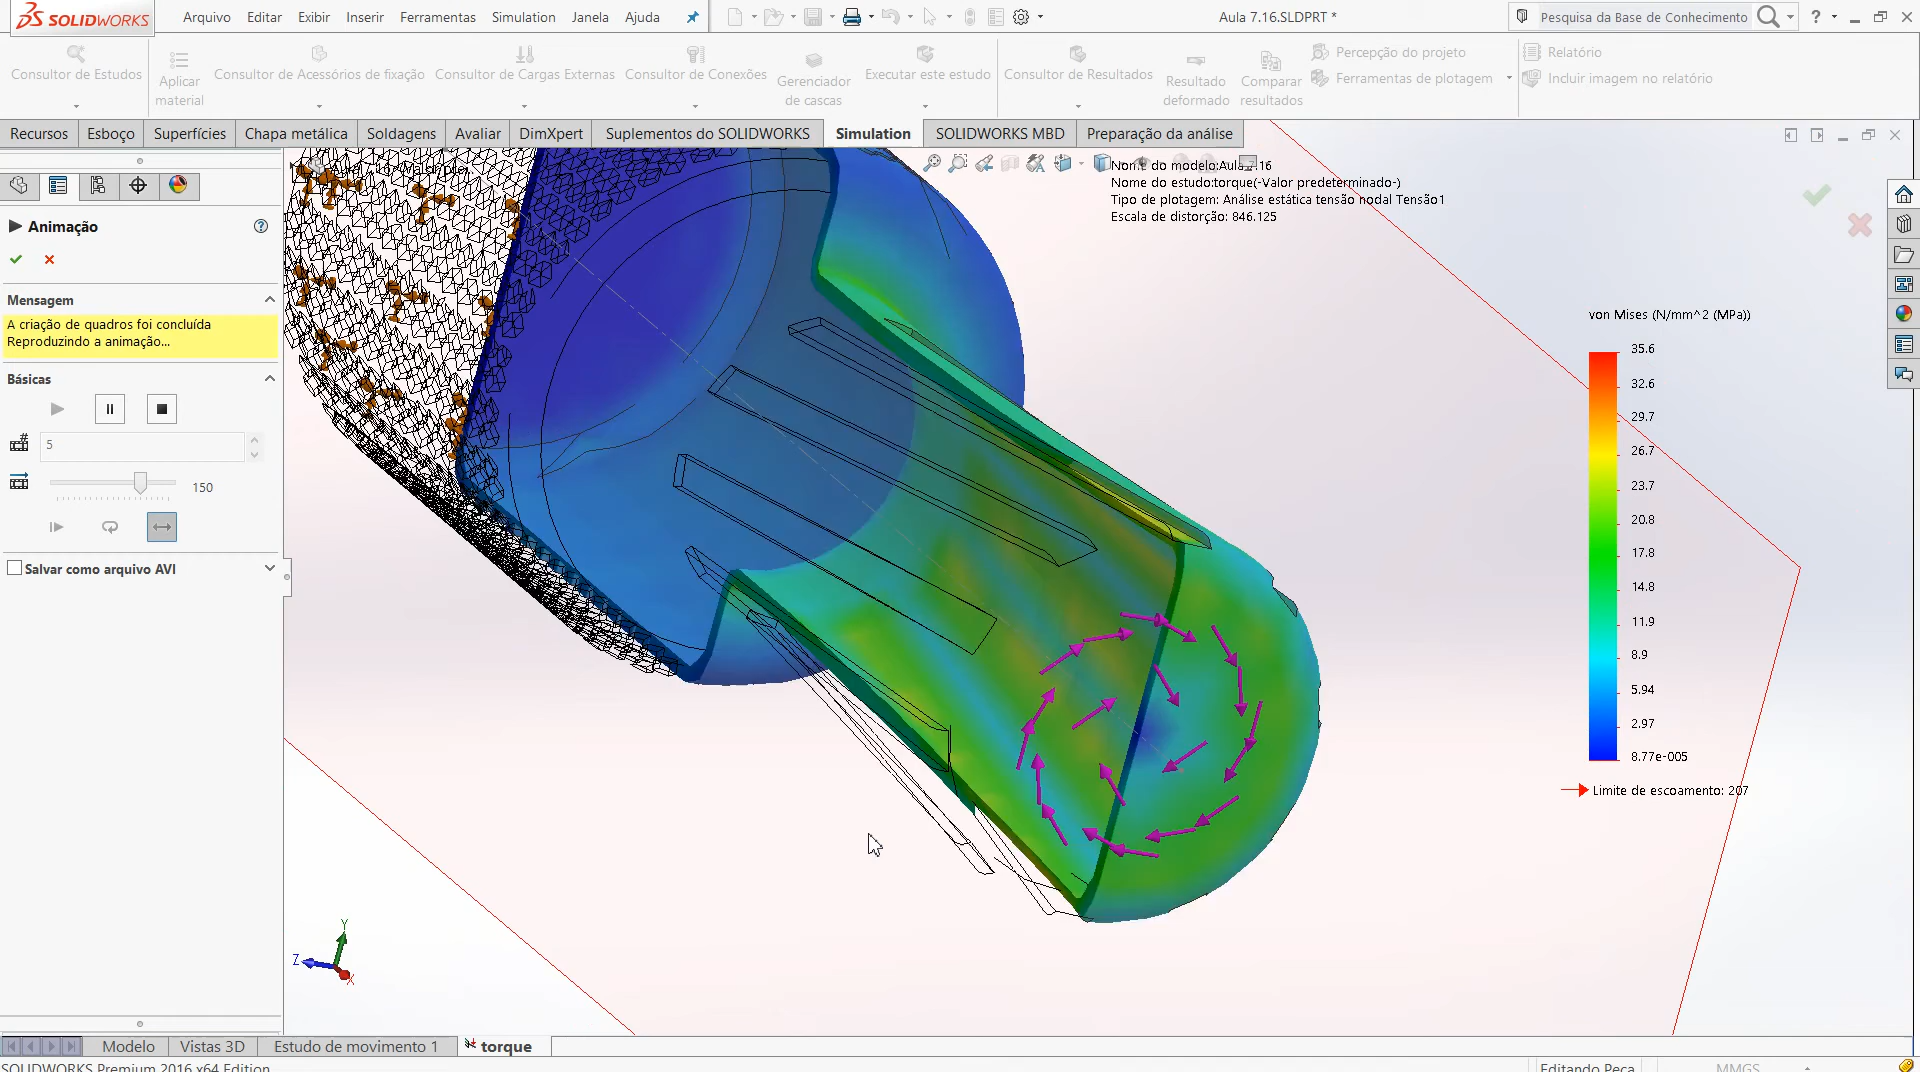 SOLIDWORKS
Arquivo Editar Exibir Inserir Ferramentas Simulation Janela Ajuda
Aula 7.16.SLDPRT *
Pesquisa da Base de Conhecimento
?
Consultor de Estudos
Aplicar
material
Consultor de Acessórios de fixação
Consultor de Cargas Externas
Consultor de Conexões
Gerenciador
de cascas
Executar este estudo
Consultor de Resultados
Resultado
deformado
Comparar
resultados
Percepção do projeto
Ferramentas de plotagem
Relatório
Incluir imagem no relatório
Recursos Esboço Superfícies Chapa metálica Soldagens Avaliar DimXpert Suplementos do SOLIDWORKS Simulation SOLIDWORKS MBD Preparação da análise
Nome do modelo:Aula 7.16
Nome do estudo:torque(-Valor predeterminado-)
Tipo de plotagem: Análise estática tensão nodal Tensão1
Escala de distorção: 846.125
Animação
?
Mensagem
A criação de quadros foi concluída
Reproduzindo a animação...
Básicas
5
150
Salvar como arquivo AVI
von Mises (N/mm^2 (MPa))
35.6
32.6
29.7
26.7
23.7
20.8
17.8
14.8
11.9
8.9
5.94
2.97
8.77e-005
Limite de escoamento: 207
Y
Z
X
Modelo Vistas 3D Estudo de movimento 1 torque
SOLIDWORKS Premium 2016 x64 Edition
Editando Peça
MMGS